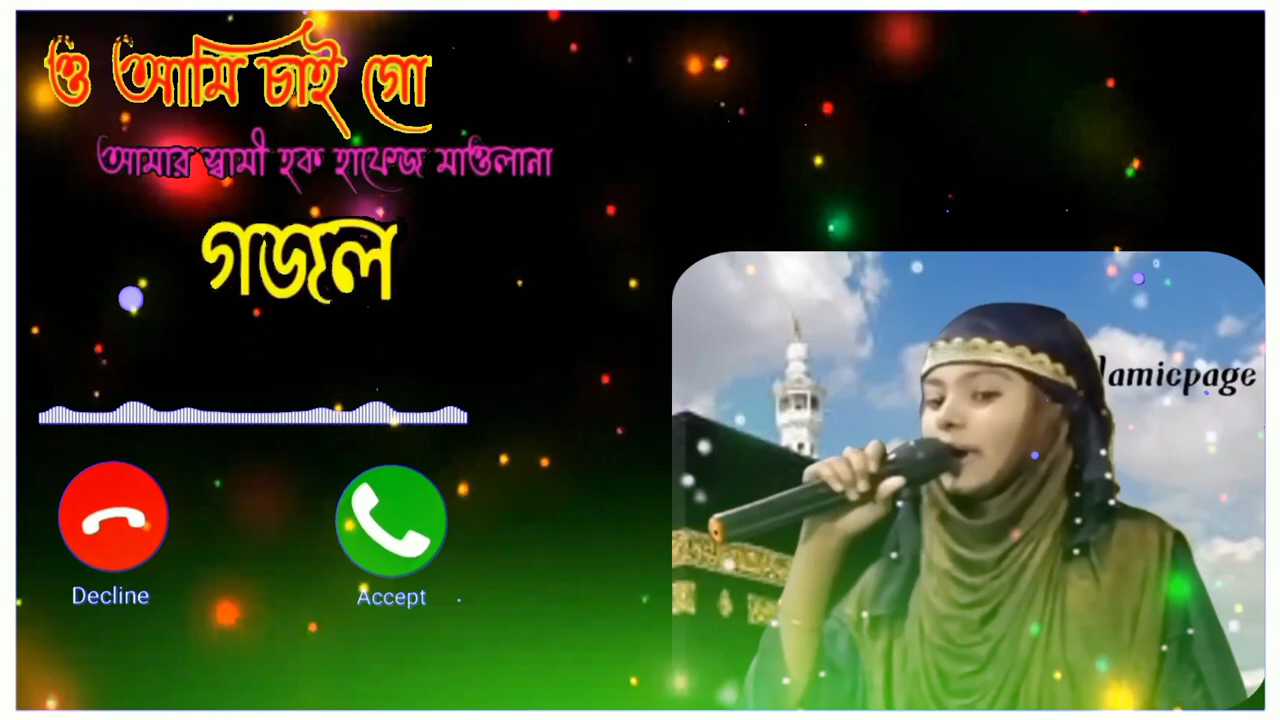 ও আমি চাই গো
আমার স্বামী হক হাফেজ মাওলানা
গজল
lamicpage
Decline
Accept